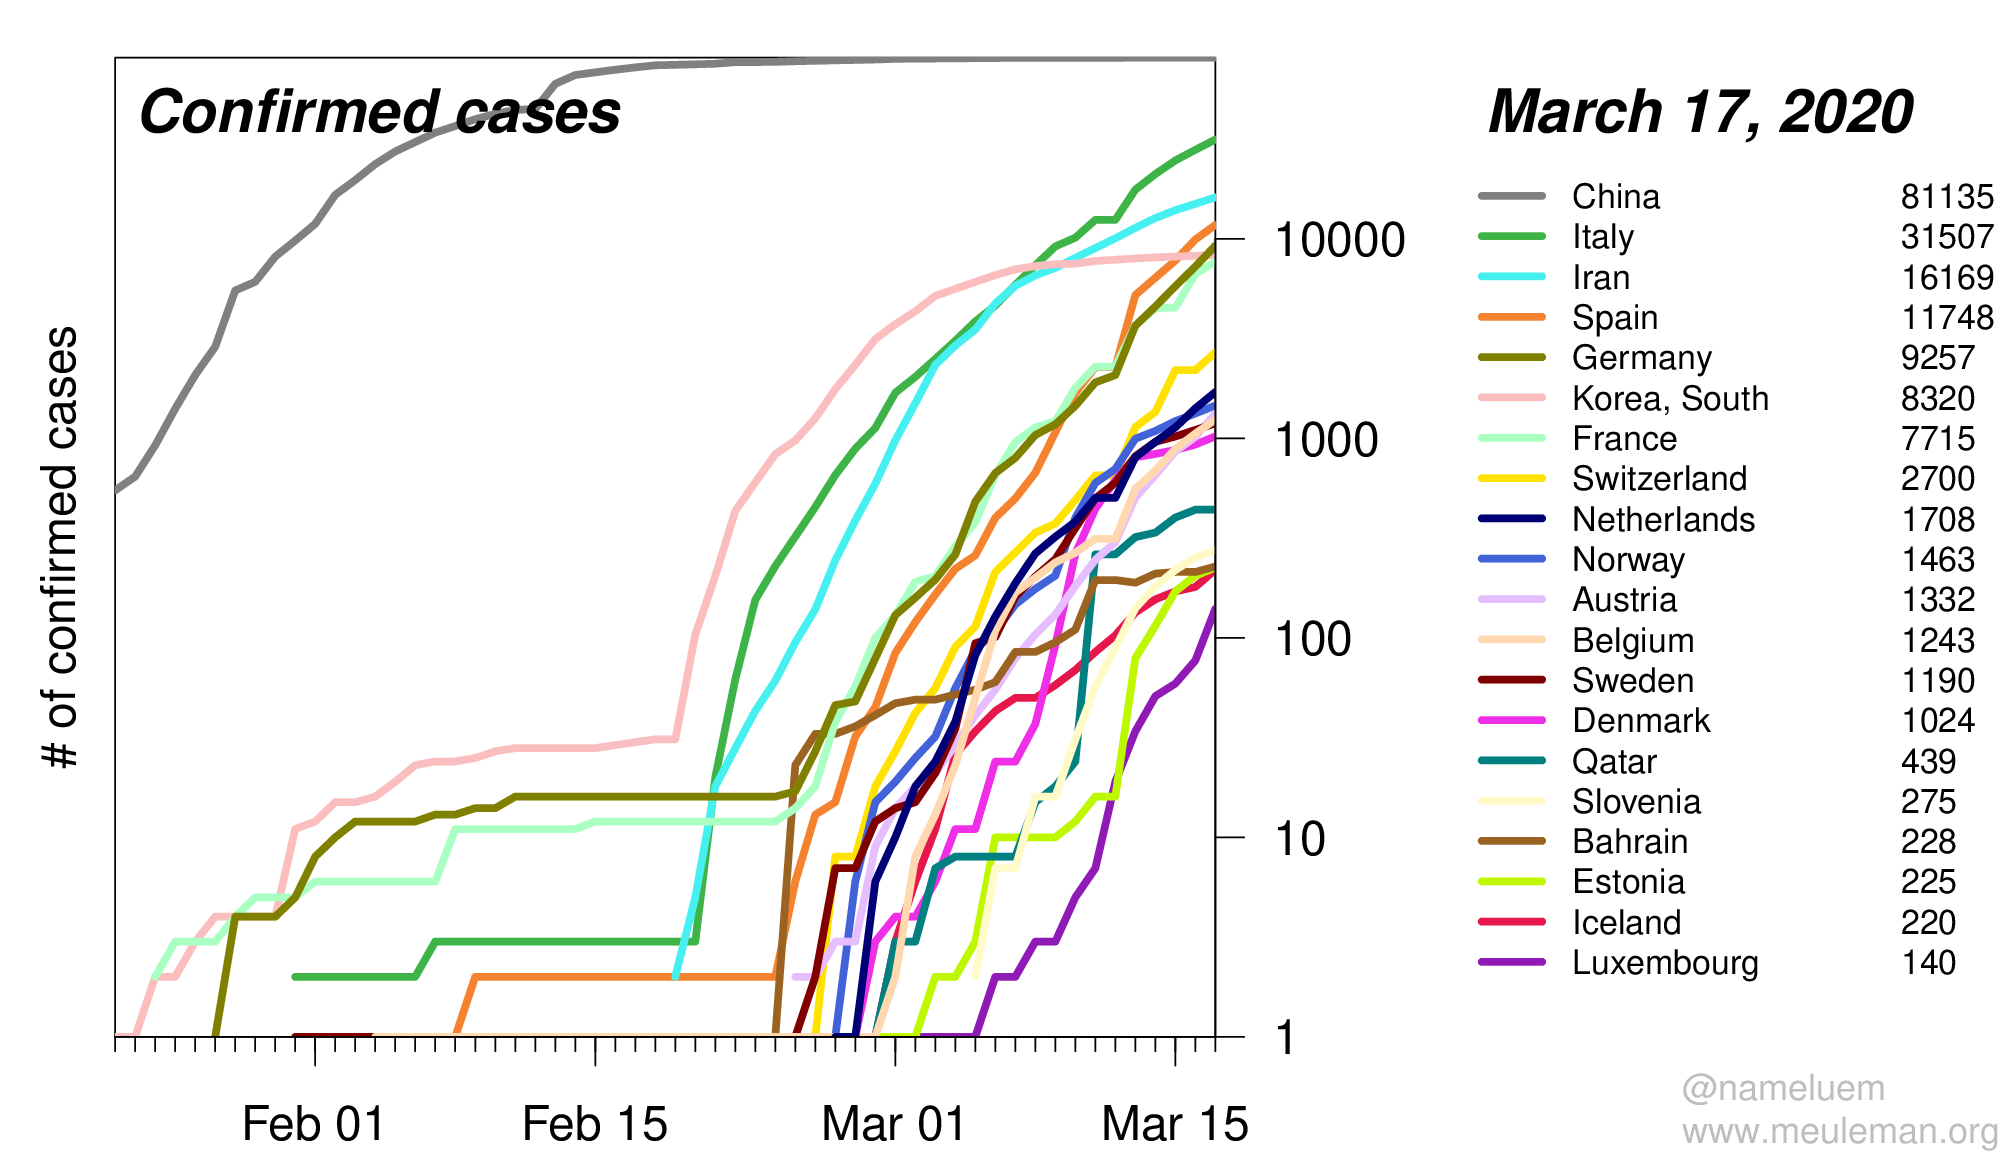 Confirmed cases
March 17, 2020
# of confirmed cases
China 81135
Italy 31507
Iran 16169
Spain 11748
Germany 9257
Korea, South 8320
France 7715
Switzerland 2700
Netherlands 1708
Norway 1463
Austria 1332
Belgium 1243
Sweden 1190
Denmark 1024
Qatar 439
Slovenia 275
Bahrain 228
Estonia 225
Iceland 220
Luxembourg 140
10000
1000
100
10
1
Feb 01 Feb 15 Mar 01 Mar 15
@nameluem
www.meuleman.org